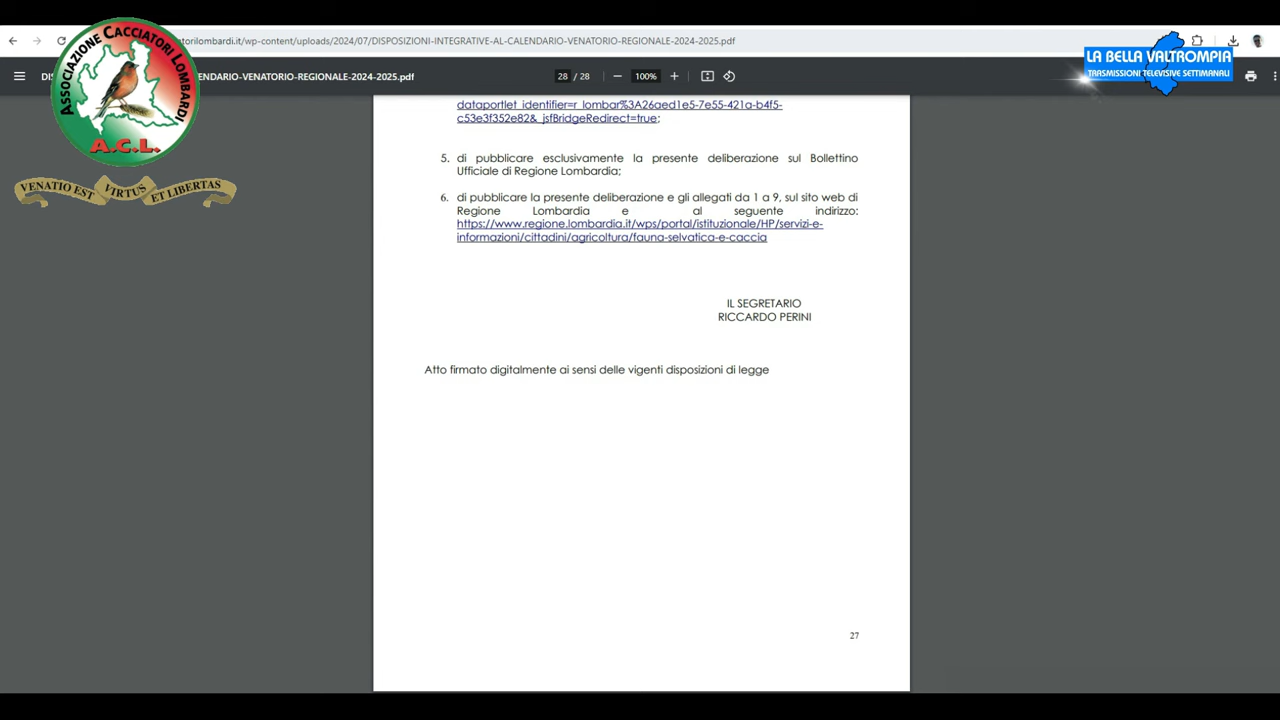 atorilombardi.it/wp-content/uploads/2024/07/DISPOSIZIONI-INTEGRATIVE-AL-CALENDARIO-VENATORIO-REGIONALE-2024-2025.pdf
ASSOCIAZIONE CACCIATORI LOMBARDI
A.C.L.
VENATIO EST VIRTUS ET LIBERTAS
LA BELLA VALTROMPIA
TRASMISSIONI TELEVISIVE SETTIMANALI
DIS
ENDARIO-VENATORIO-REGIONALE-2024-2025.pdf
28 / 28
100%
dataportlet_identifier=r_lombar%3A26aed1e5-7e55-421a-b4f5-
c53e3f352e82&_jsfBridgeRedirect=true;
5. di pubblicare esclusivamente la presente deliberazione sul Bollettino
Ufficiale di Regione Lombardia;
6. di pubblicare la presente deliberazione e gli allegati da 1 a 9, sul sito web di
Regione Lombardia e al seguente indirizzo:
https://www.regione.lombardia.it/wps/portal/istituzionale/HP/servizi-e-
informazioni/cittadini/agricoltura/fauna-selvatica-e-caccia
IL SEGRETARIO
RICCARDO PERINI
Atto firmato digitalmente ai sensi delle vigenti disposizioni di legge
27